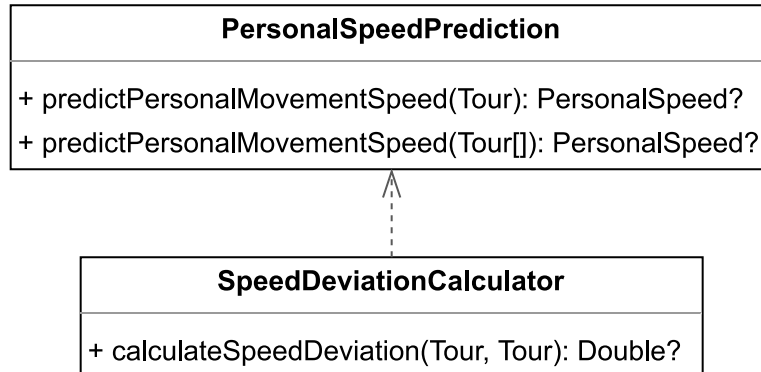 PersonalSpeedPrediction
+ predictPersonalMovementSpeed(Tour): PersonalSpeed?
+ predictPersonalMovementSpeed(Tour[]): PersonalSpeed?
SpeedDeviationCalculator
+ calculateSpeedDeviation(Tour, Tour): Double?